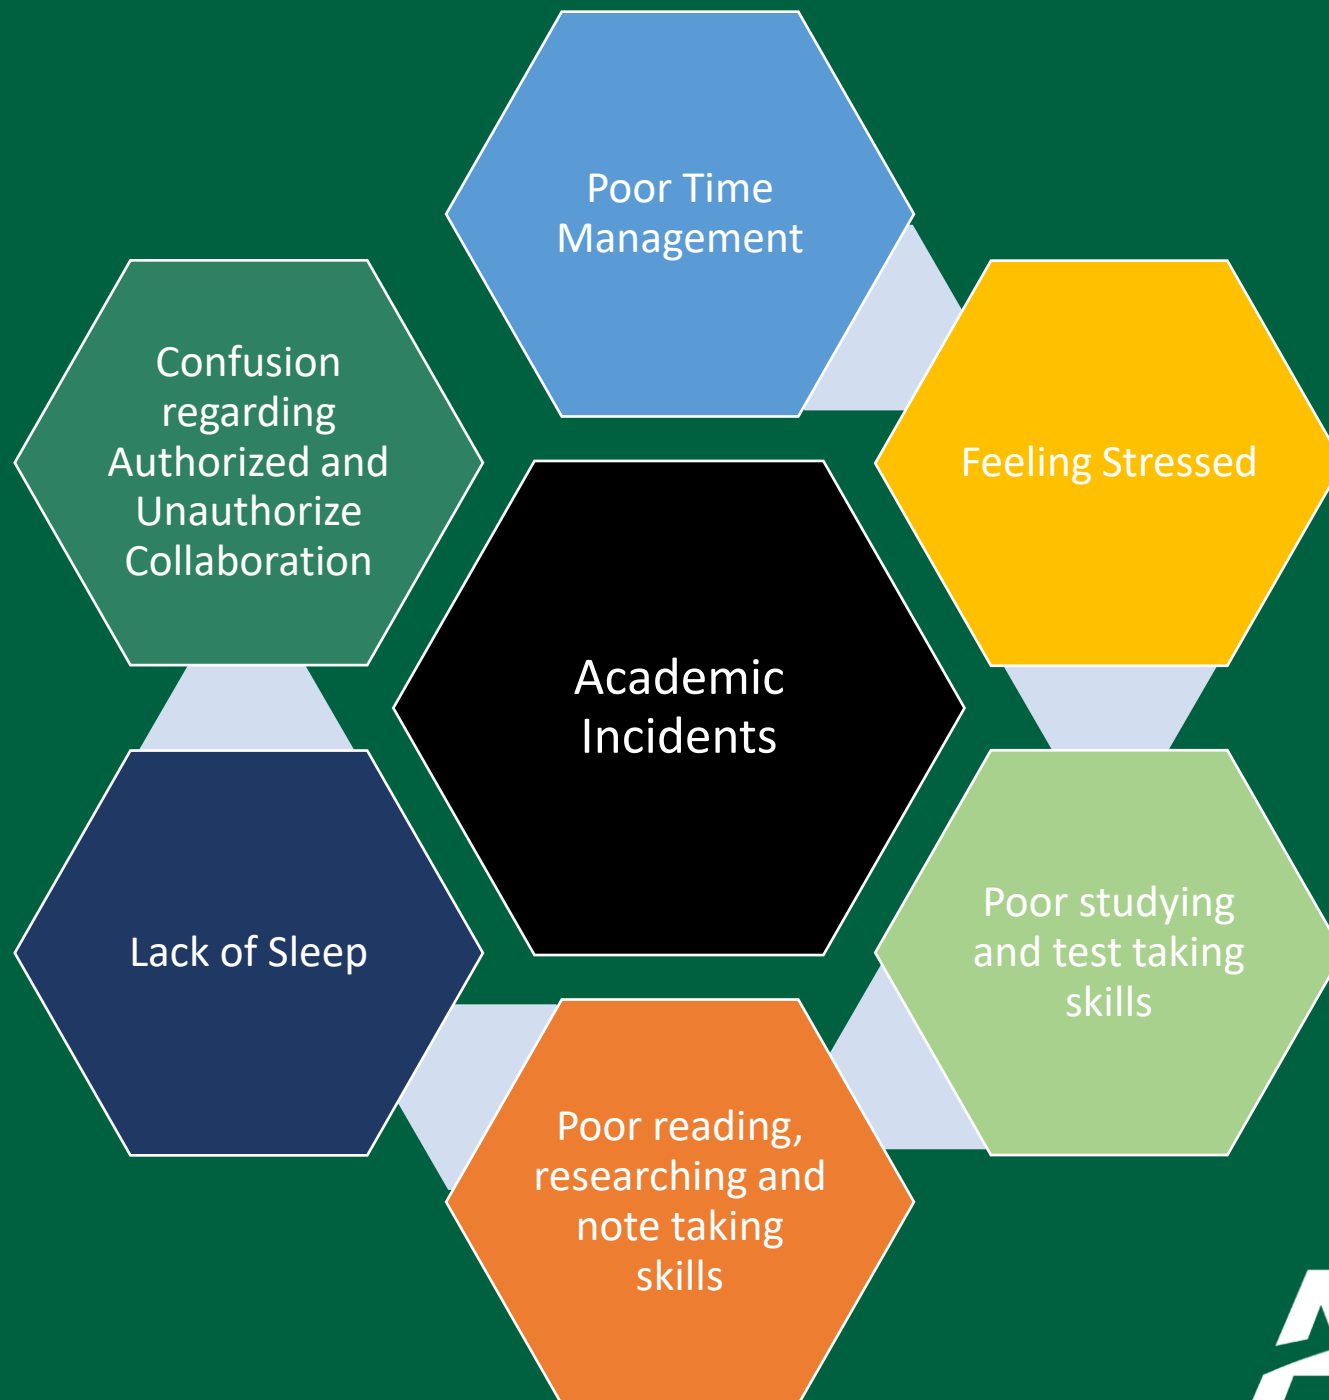 Poor Time
Management
Feeling Stressed
Poor studying
and test taking
skills
Poor reading,
researching and
note taking
skills
Lack of Sleep
Confusion
regarding
Authorized and
Unauthorize
Collaboration
Academic
Incidents